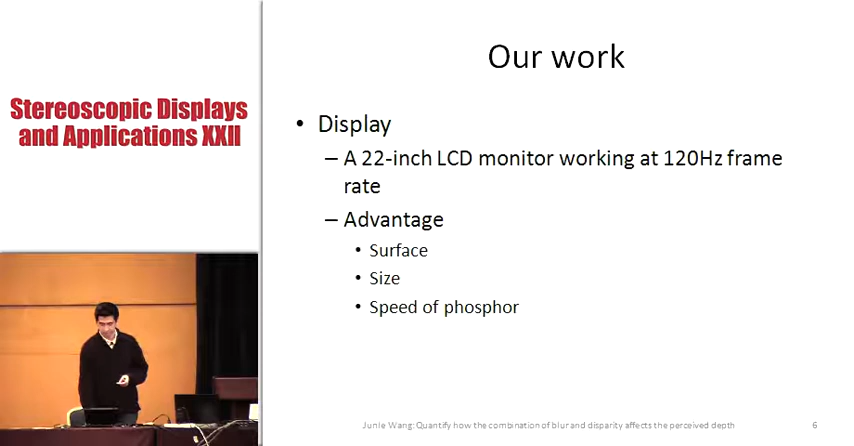 Stereoscopic Displays
and Applications XXII
Our work
• Display
– A 22-inch LCD monitor working at 120Hz frame
rate
– Advantage
• Surface
• Size
• Speed of phosphor
Junle Wang: Quantify how the combination of blur and disparity affects the perceived depth
6